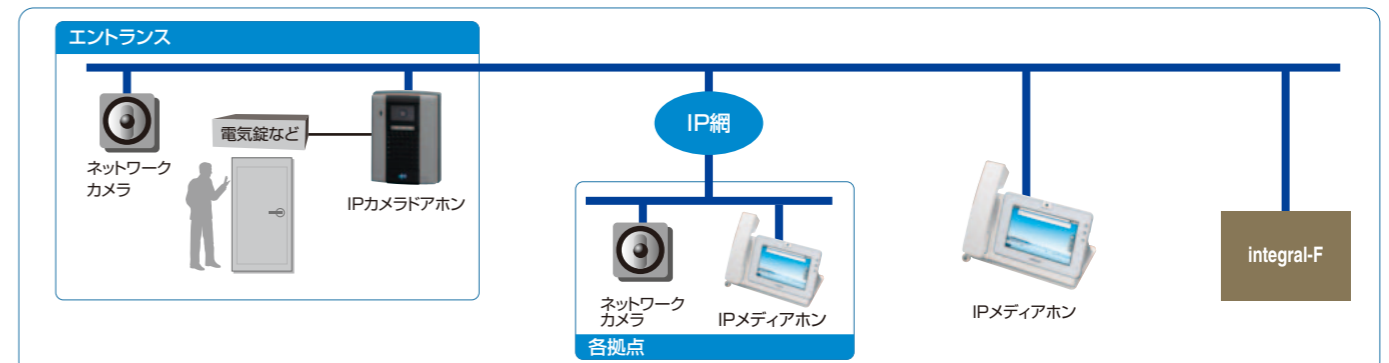 エントランス
ネットワーク
カメラ
電気錠など
IPカメラドアホン
IP網
ネットワーク
カメラ
IPメディアホン
各拠点
IPメディアホン
integral-F